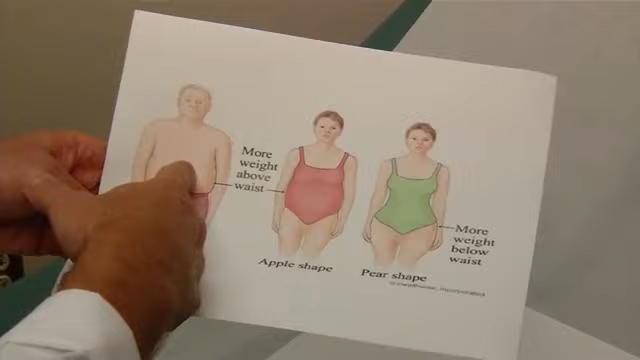 More
weight
above
waist
More
weight
below
waist
Apple shape
Pear shape